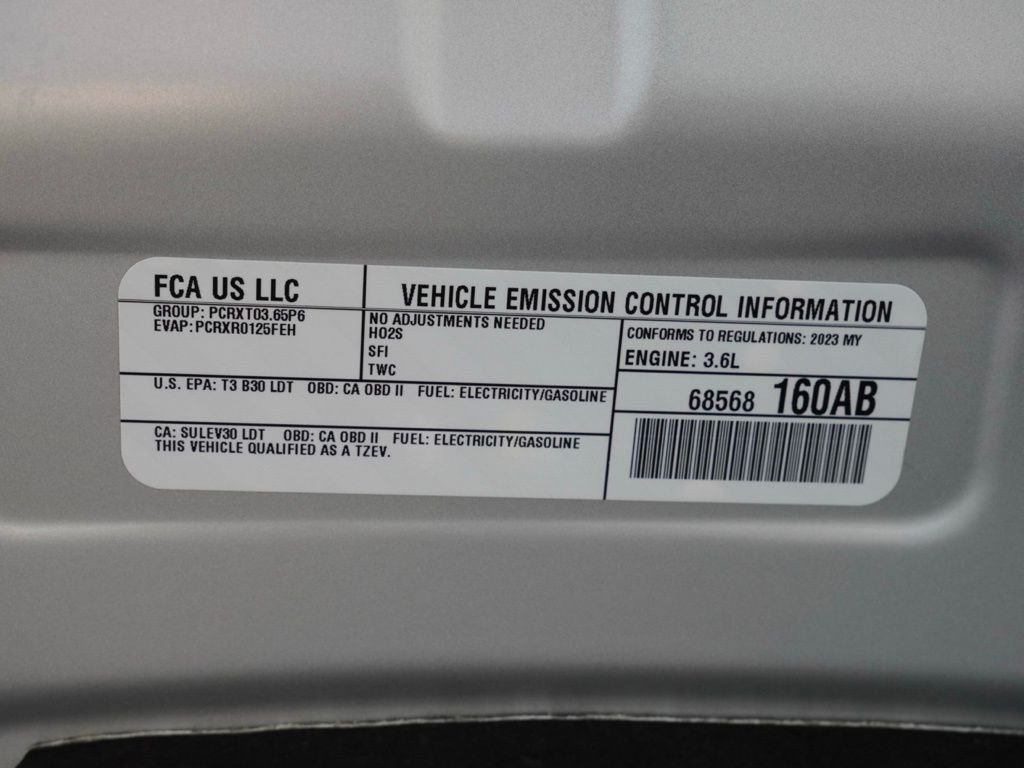 FCA US LLC
VEHICLE EMISSION CONTROL INFORMATION
GROUP: PCRXT03.65P6
EVAP: PCRXR0125FEH
NO ADJUSTMENTS NEEDED
HO2S
SFI
TWC
CONFORMS TO REGULATIONS: 2023 MY
ENGINE: 3.6L
U.S. EPA: T3 B30 LDT OBD: CA OBD II FUEL: ELECTRICITY/GASOLINE
68568 160AB
CA: SULEV30 LDT OBD: CA OBD II FUEL: ELECTRICITY/GASOLINE
THIS VEHICLE QUALIFIED AS A TZEV.